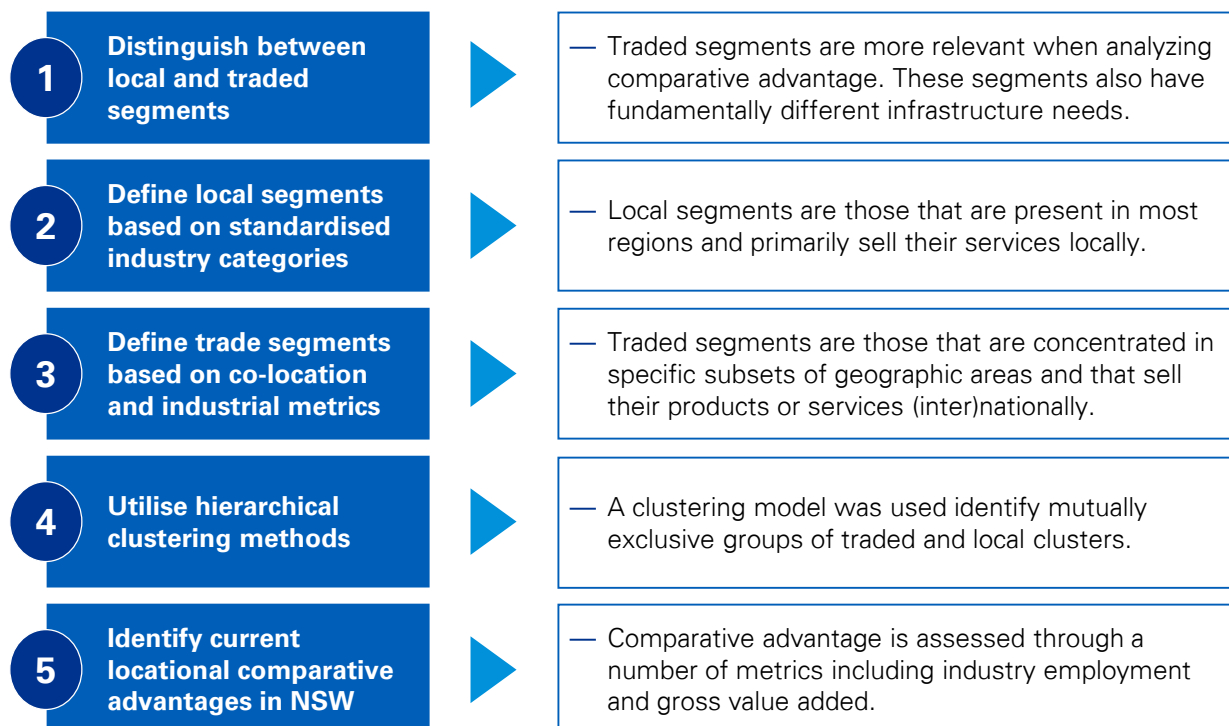 1
Distinguish between
local and traded
segments
— Traded segments are more relevant when analyzing
comparative advantage. These segments also have
fundamentally different infrastructure needs.
2
Define local segments
based on standardised
industry categories
— Local segments are those that are present in most
regions and primarily sell their services locally.
3
Define trade segments
based on co-location
and industrial metrics
— Traded segments are those that are concentrated in
specific subsets of geographic areas and that sell
their products or services (inter)nationally.
4
Utilise hierarchical
clustering methods
— A clustering model was used identify mutually
exclusive groups of traded and local clusters.
5
Identify current
locational comparative
advantages in NSW
— Comparative advantage is assessed through a
number of metrics including industry employment
and gross value added.